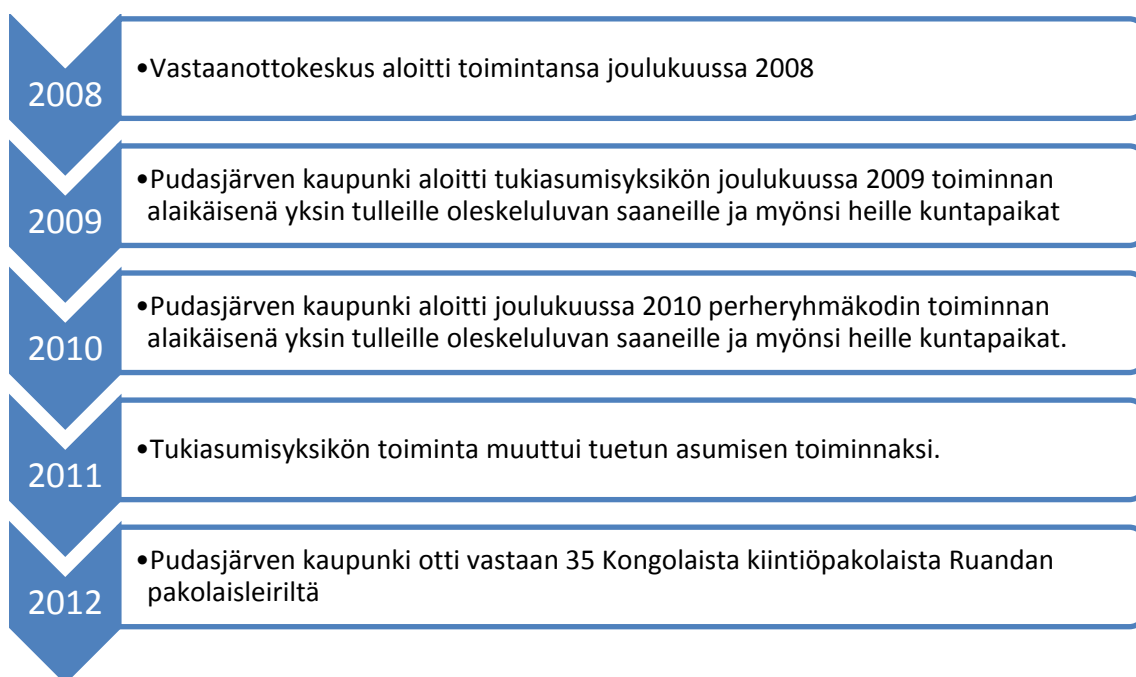 2008
•Vastaanottokeskus aloitti toimintansa joulukuussa 2008
2009
•Pudasjärven kaupunki aloitti tukiasumisyksikön joulukuussa 2009 toiminnan
alaikäisenä yksin tulleille oleskeluluvan saaneille ja myönsi heille kuntapaikat
2010
•Pudasjärven kaupunki aloitti joulukuussa 2010 perheryhmäkodin toiminnan
alaikäisenä yksin tulleille oleskeluluvan saaneille ja myönsi heille kuntapaikat.
2011
•Tukiasumisyksikön toiminta muuttui tuetun asumisen toiminnaksi.
2012
•Pudasjärven kaupunki otti vastaan 35 Kongolaista kiintiöpakolaista Ruandan
pakolaisleiriltä